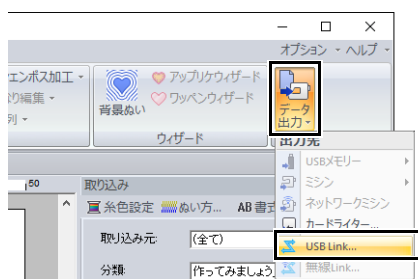 オプション ヘルプ
ェンボス加工
り編集
列
背景ぬい
アップリケウィザード
ワッペンウィザード
データ
出力
ウィザード
出力先
USBメモリー
ミシン
ネットワークミシン
カードライター...
USB Link...
無線Link...
50
取り込み
糸色設定 ぬい方... AB 書式
取り込み元: (全て)
分類: 作ってみましょう